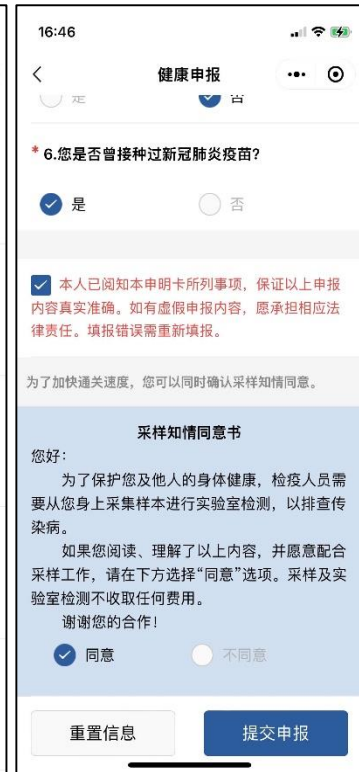 16:46
健康申报
是 否
* 6.您是否曾接种过新冠肺炎疫苗?
是 否
本人已阅知本申明卡所列事项，保证以上申报
内容真实准确。如有虚假申报内容，愿承担相应法
律责任。填报错误需重新填报。
为了加快通关速度，您可以同时确认采样知情同意。
采样知情同意书
您好：
为了保护您及他人的身体健康，检疫人员需
要从您身上采集样本进行实验室检测，以排查传
染病。
如果您阅读、理解了以上内容，并愿意配合
采样工作，请在下方选择“同意”选项。采样及实
验室检测不收取任何费用。
谢谢您的合作！
同意 不同意
重置信息 提交申报